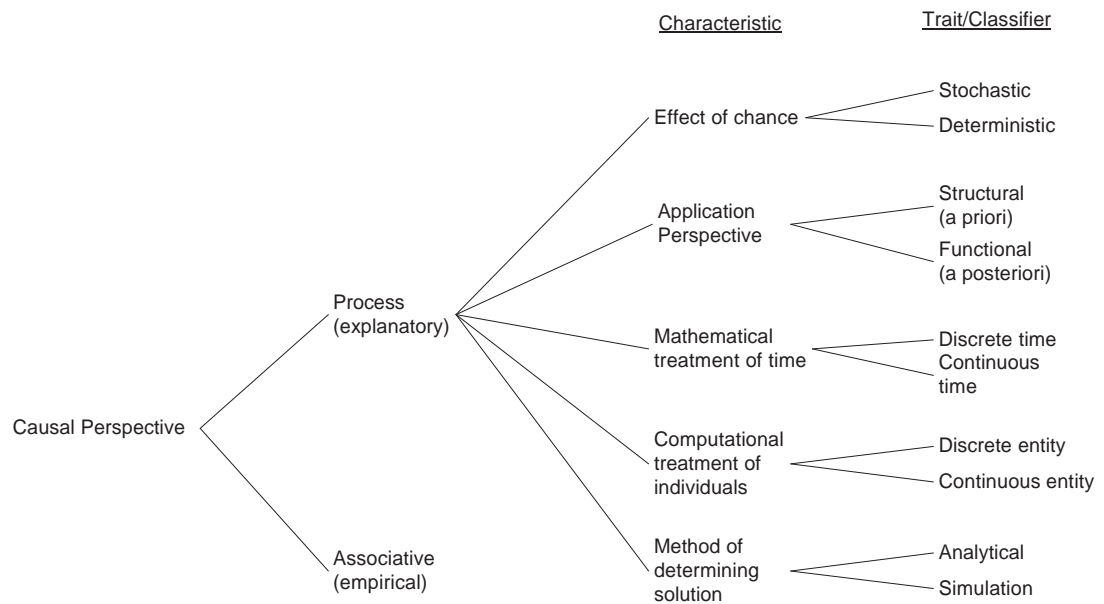 Characteristic
Trait/Classifier
Effect of chance
Stochastic
Deterministic
Application
Perspective
Structural
(a priori)
Functional
(a posteriori)
Process
(explanatory)
Mathematical
treatment of time
Discrete time
Continuous
time
Causal Perspective
Computational
treatment of
individuals
Discrete entity
Continuous entity
Associative
(empirical)
Method of
determining
solution
Analytical
Simulation